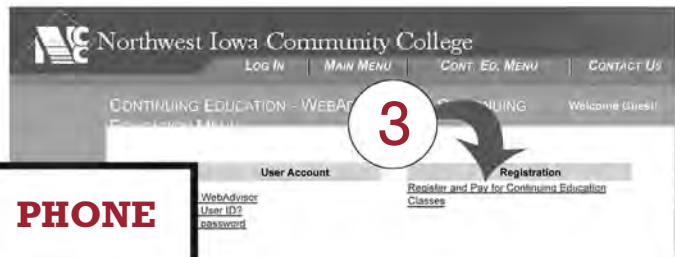 NCC Northwest Iowa Community College
LOG IN | MAIN MENU | CONT. ED. MENU | CONTACT US
CONTINUING EDUCATION - WEBAD 3 Welcome Guest!
User Account Registration
WebAdvisor Register and Pay for Continuing Education
User ID? Classes
password
PHONE